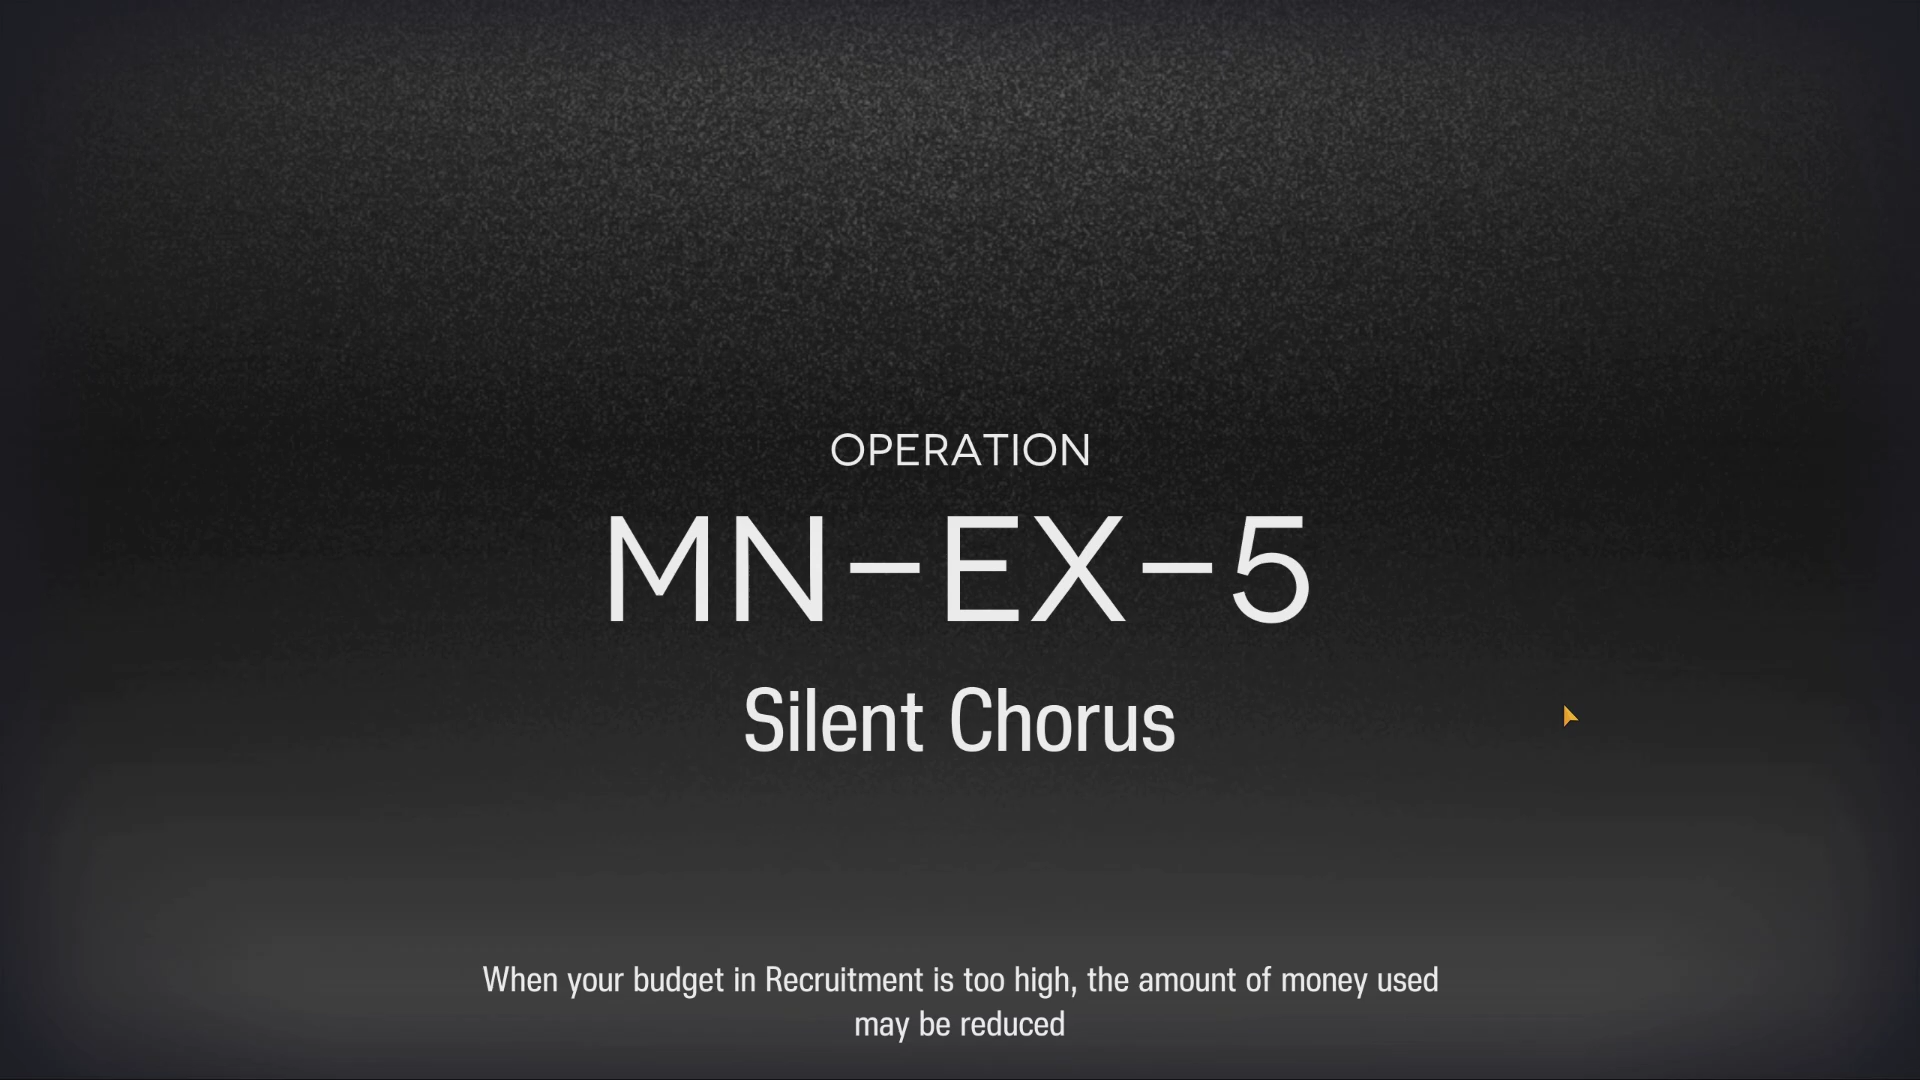 OPERATION
MN-EX-5
Silent Chorus
When your budget in Recruitment is too high, the amount of money used
may be reduced